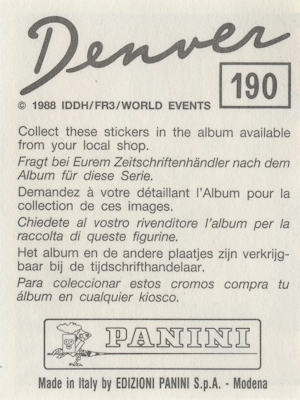 Denver
190
© 1988 IDDH/FR3/WORLD EVENTS
Collect these stickers in the album available
from your local shop.
Fragt bei Eurem Zeitschriftenhändler nach dem
Album für diese Serie.
Demandez à votre détaillant l'Album pour la
collection de ces images.
Chiedete al vostro rivenditore l'album per la
raccolta di queste figurine.
Het album en de andere plaatjes zijn verkrijg-
baar bij de tijdschrifthandelaar.
Para coleccionar estos cromos compra tu
álbum en cualquier kiosco.
PANINI
Made in Italy by EDIZIONI PANINI S.p.A. - Modena